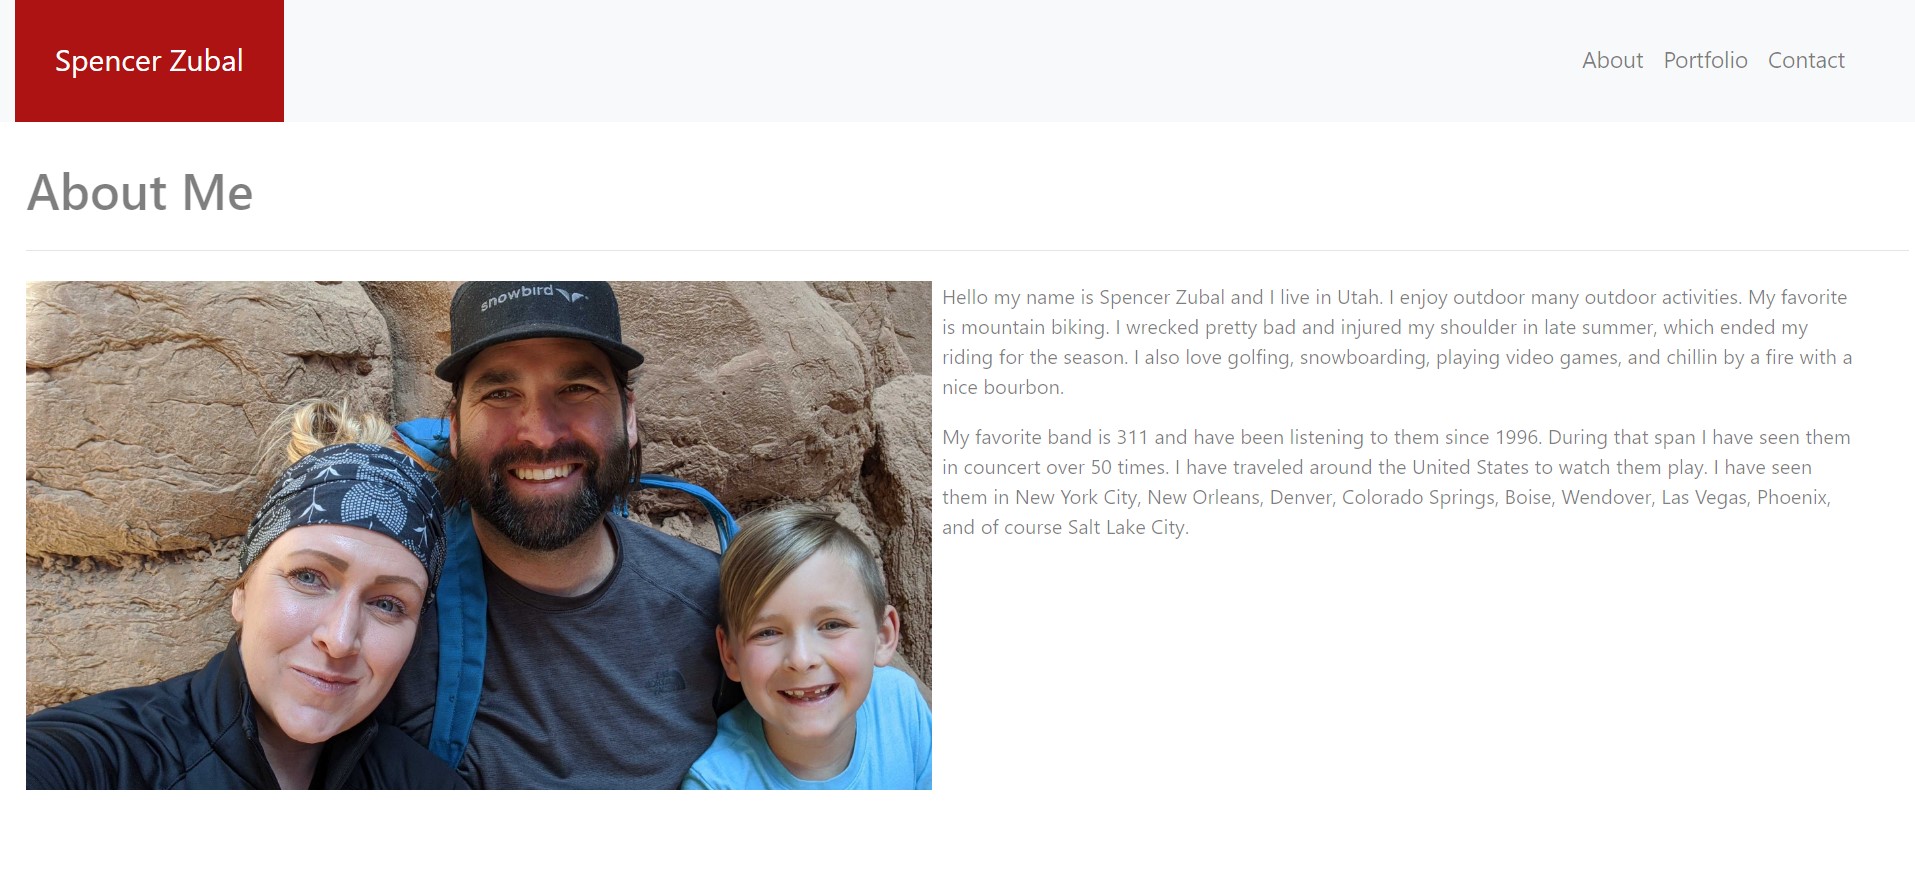 Spencer Zubal
About Portfolio Contact
About Me
snowbird
Hello my name is Spencer Zubal and I live in Utah. I enjoy outdoor many outdoor activities. My favorite
is mountain biking. I wrecked pretty bad and injured my shoulder in late summer, which ended my
riding for the season. I also love golfing, snowboarding, playing video games, and chillin by a fire with a
nice bourbon.
My favorite band is 311 and have been listening to them since 1996. During that span I have seen them
in councert over 50 times. I have traveled around the United States to watch them play. I have seen
them in New York City, New Orleans, Denver, Colorado Springs, Boise, Wendover, Las Vegas, Phoenix,
and of course Salt Lake City.